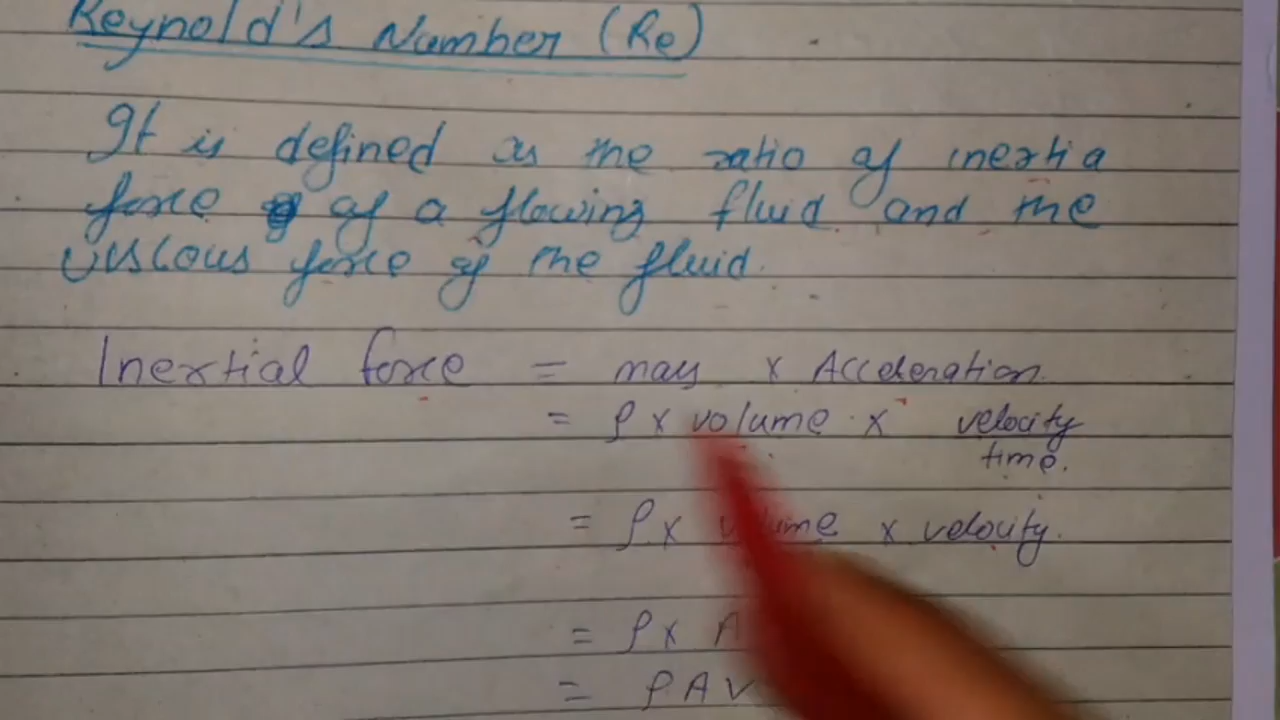 Reynold's Number (Re)
It is defined as the ratio of inertia
force of a flowing fluid and the
viscous force of the fluid.
Inertial force = mass x Acceleration.
= ρ x volume x velocity
time.
= ρ x volume x velocity.
= ρ x A
= ρ A V